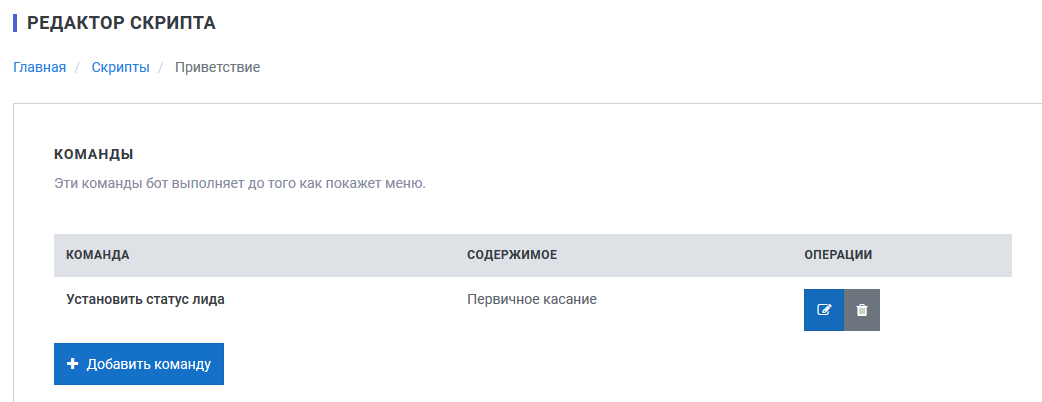 РЕДАКТОР СКРИПТА
Главная / Скрипты / Приветствие
КОМАНДЫ
Эти команды бот выполняет до того как покажет меню.
КОМАНДА СОДЕРЖИМОЕ ОПЕРАЦИИ
Установить статус лида Первичное касание
Добавить команду